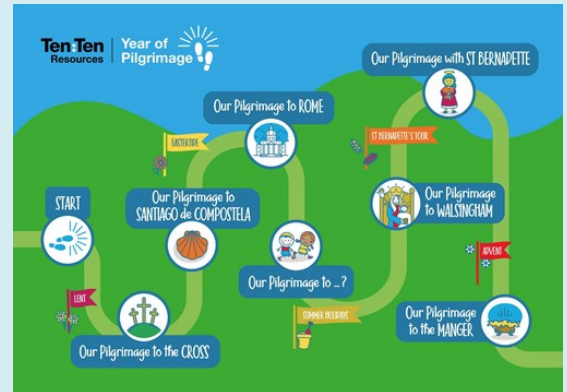 Ten:Ten
Resources
Year of
Pilgrimage
Our Pilgrimage with ST BERNADETTE
Our Pilgrimage to ROME
EASTERTIDE
ST BERNADETTE'S TOUR
START
Our Pilgrimage to
SANTIAGO de COMPOSTELA
Our Pilgrimage
to WALSINGHAM
Our Pilgrimage to ...?
ADVENT
LENT
SUMMER HOLIDAYS
Our Pilgrimage
to the MANGER
Our Pilgrimage to the CROSS